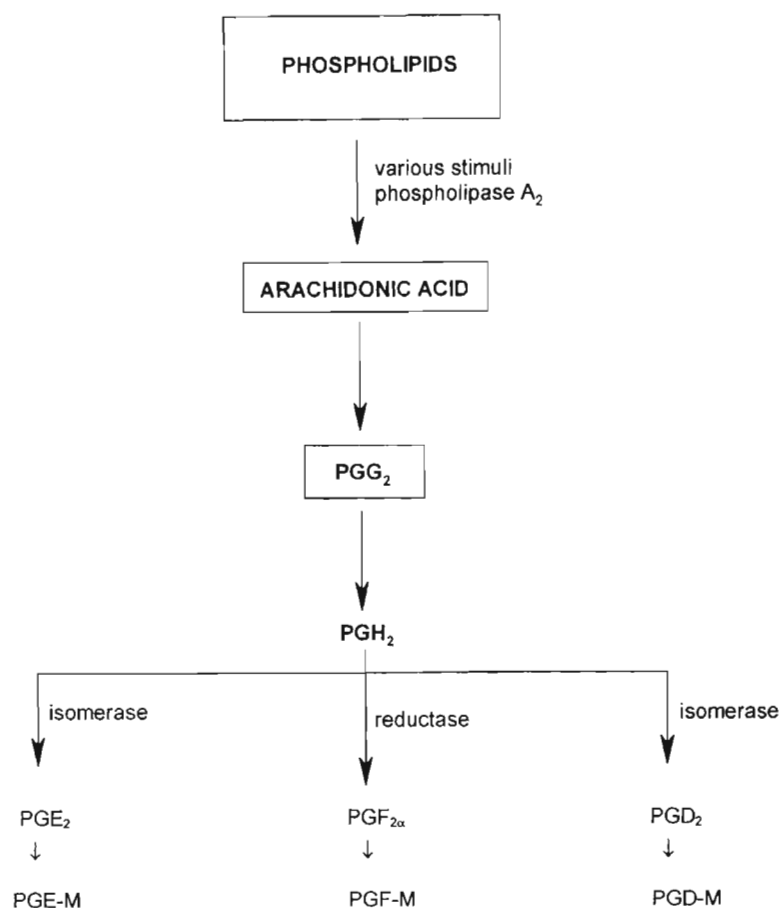 PHOSPHOLIPIDS
various stimuli
phospholipase A₂
ARACHIDONIC ACID
PGG₂
PGH₂
isomerase
reductase
isomerase
PGE₂
PGF₂α
PGD₂
↓
↓
↓
PGE-M
PGF-M
PGD-M